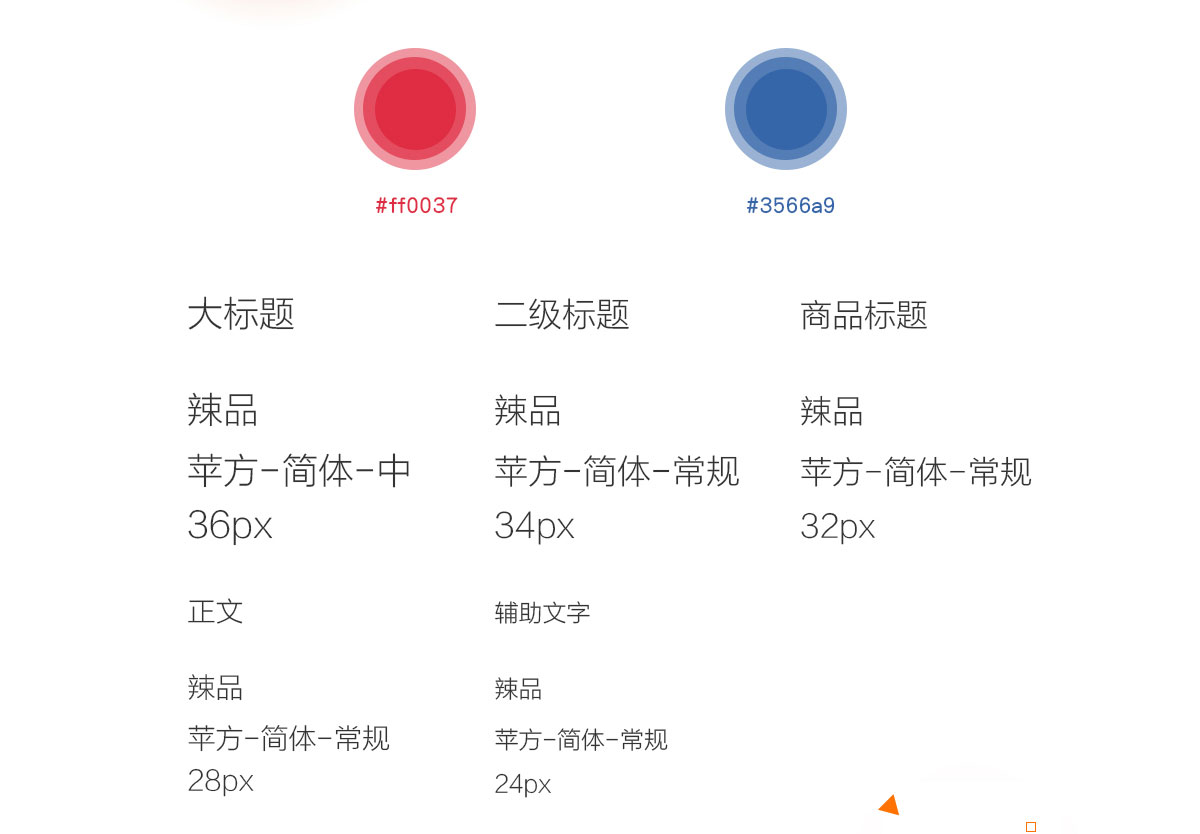 #ff0037
#3566a9
大标题
二级标题
商品标题
辣品
辣品
辣品
苹方-简体-中
苹方-简体-常规
苹方-简体-常规
36px
34px
32px
正文
辅助文字
辣品
辣品
苹方-简体-常规
苹方-简体-常规
28px
24px